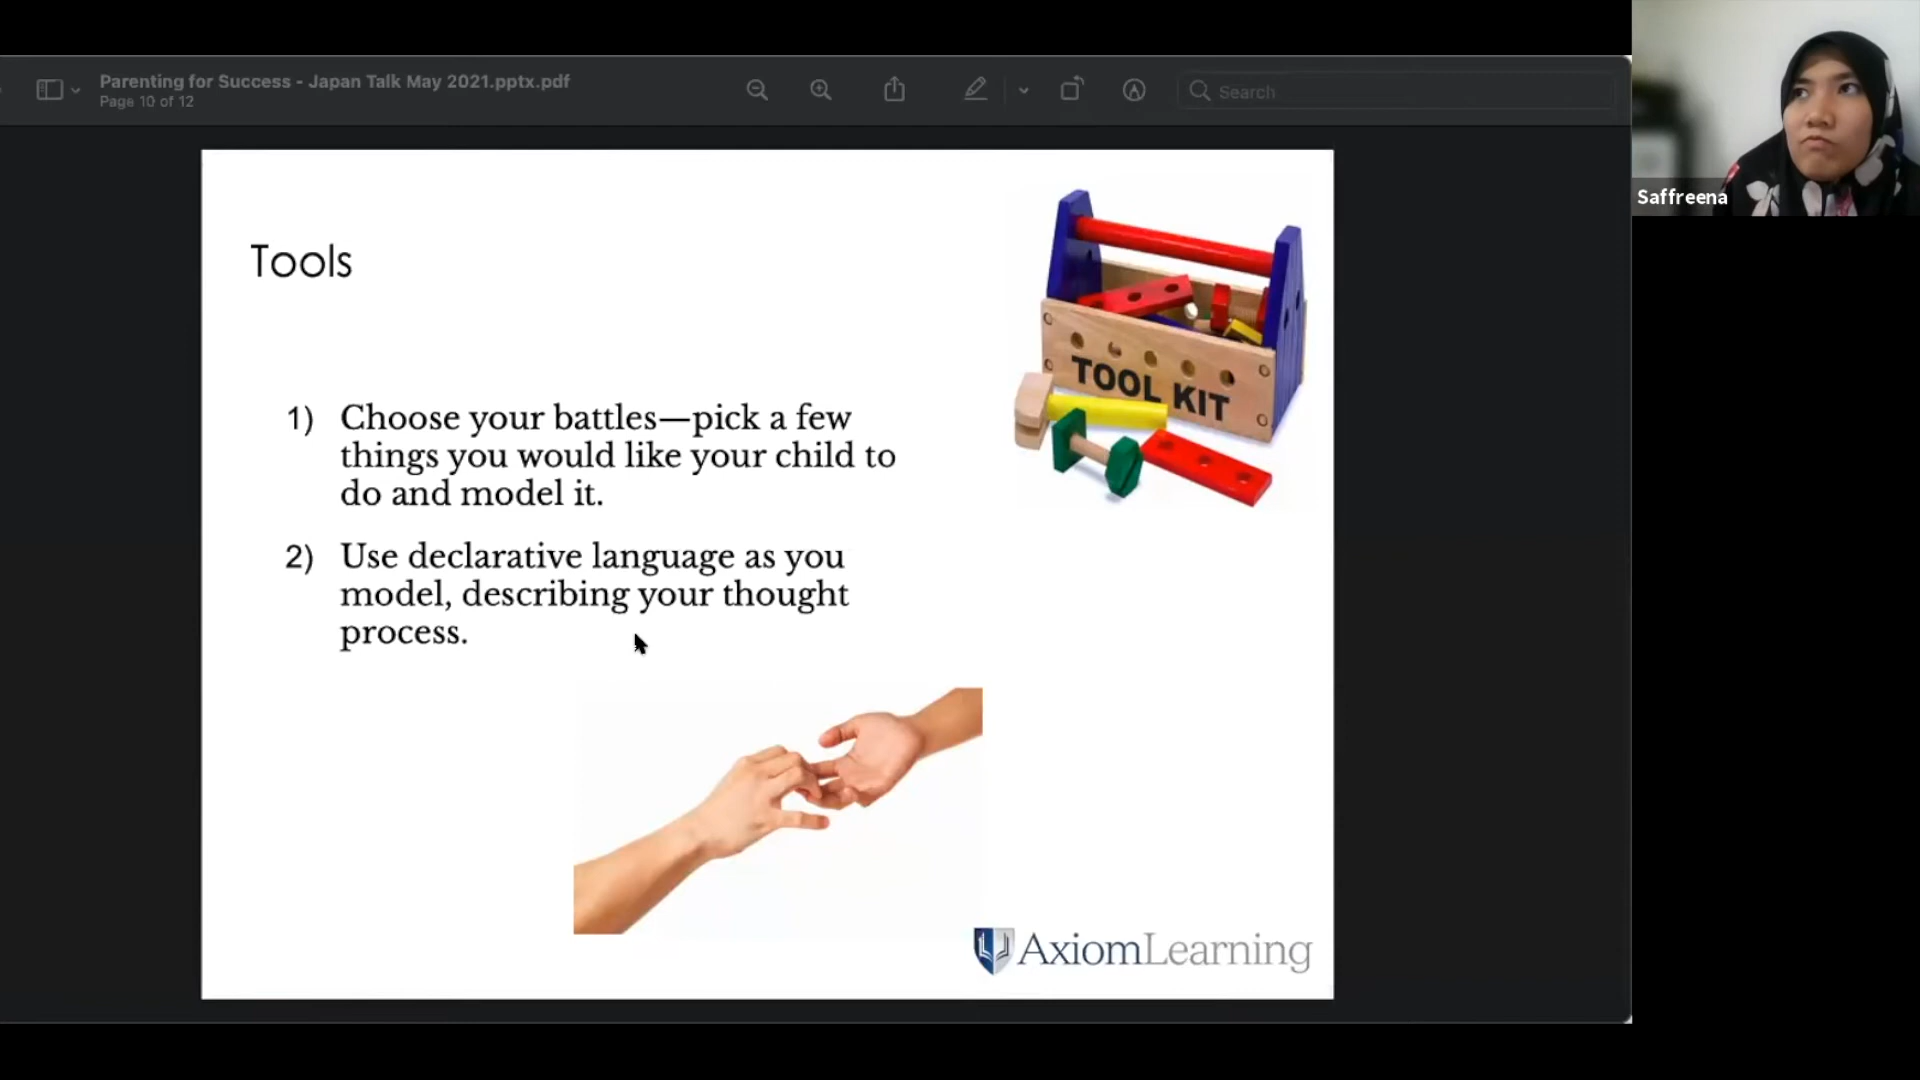 Parenting for Success - Japan Talk May 2021.pptx.pdf
Page 10 of 12
Search
Saffreena
Tools
TOOL KIT
1) Choose your battles—pick a few
things you would like your child to
do and model it.
2) Use declarative language as you
model, describing your thought
process.
AxiomLearning